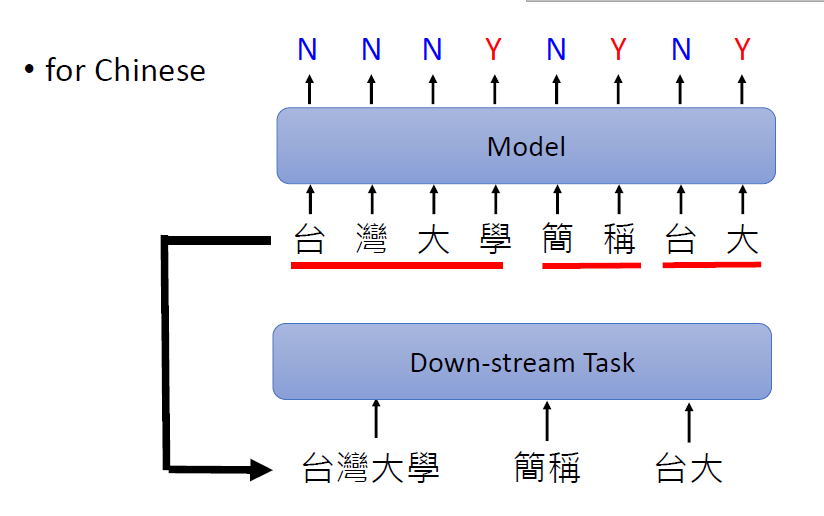 N N N Y N Y N Y
• for Chinese
Model
台 灣 大 學 簡 稱 台 大
Down-stream Task
台灣大學 簡稱 台大